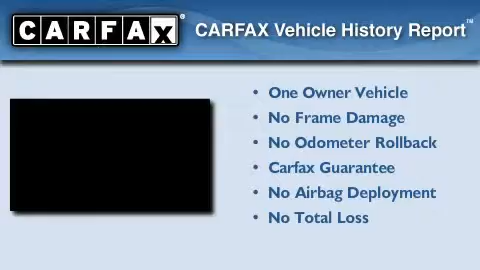 CARFAX® CARFAX Vehicle History Report™
• One Owner Vehicle
• No Frame Damage
• No Odometer Rollback
• Carfax Guarantee
• No Airbag Deployment
• No Total Loss